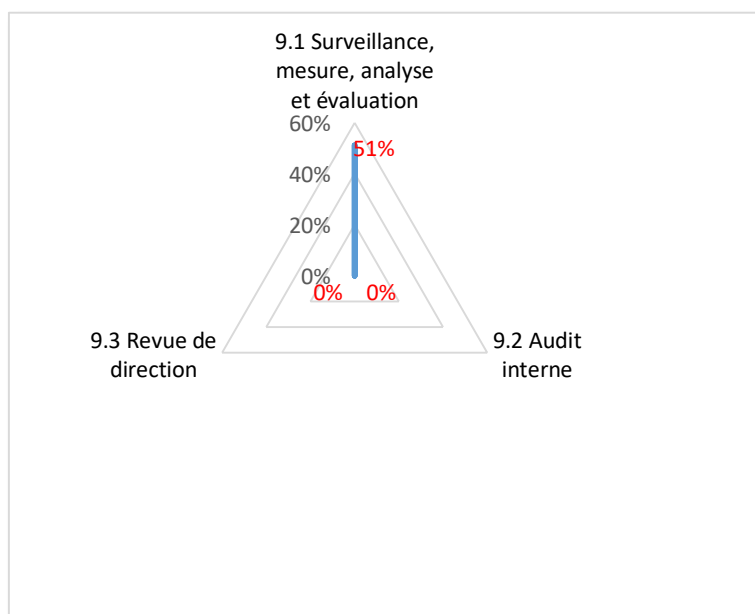 9.1 Surveillance,
mesure, analyse
et évaluation
60%
51%
40%
20%
0%
0%
0%
9.3 Revue de
direction
9.2 Audit
interne